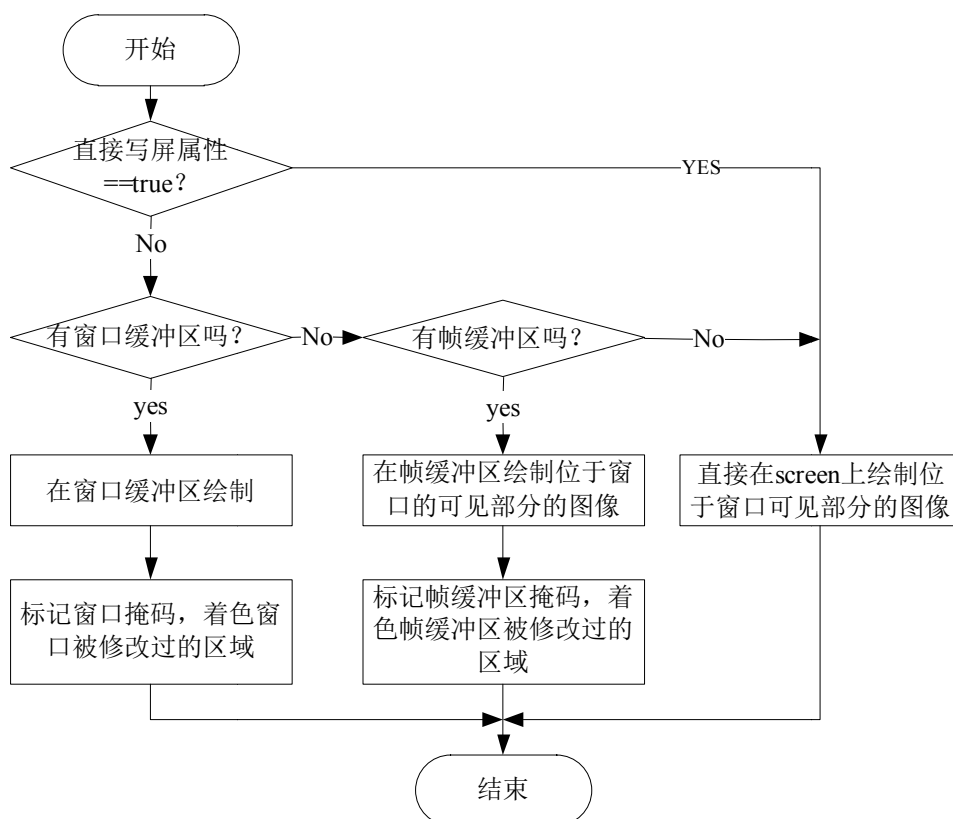 开始
直接写屏属性
==true？
YES
No
有窗口缓冲区吗？
No
有帧缓冲区吗？
No
yes
yes
在窗口缓冲区绘制
在帧缓冲区绘制位于窗
口的可见部分的图像
直接在screen上绘制位
于窗口可见部分的图像
标记窗口掩码，着色窗
口被修改过的区域
标记帧缓冲区掩码，着
色帧缓冲区被修改过的
区域
结束